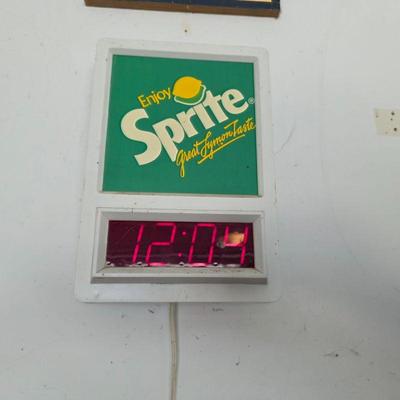 Enjoy
Sprite®
Great Lymon Taste
12:04